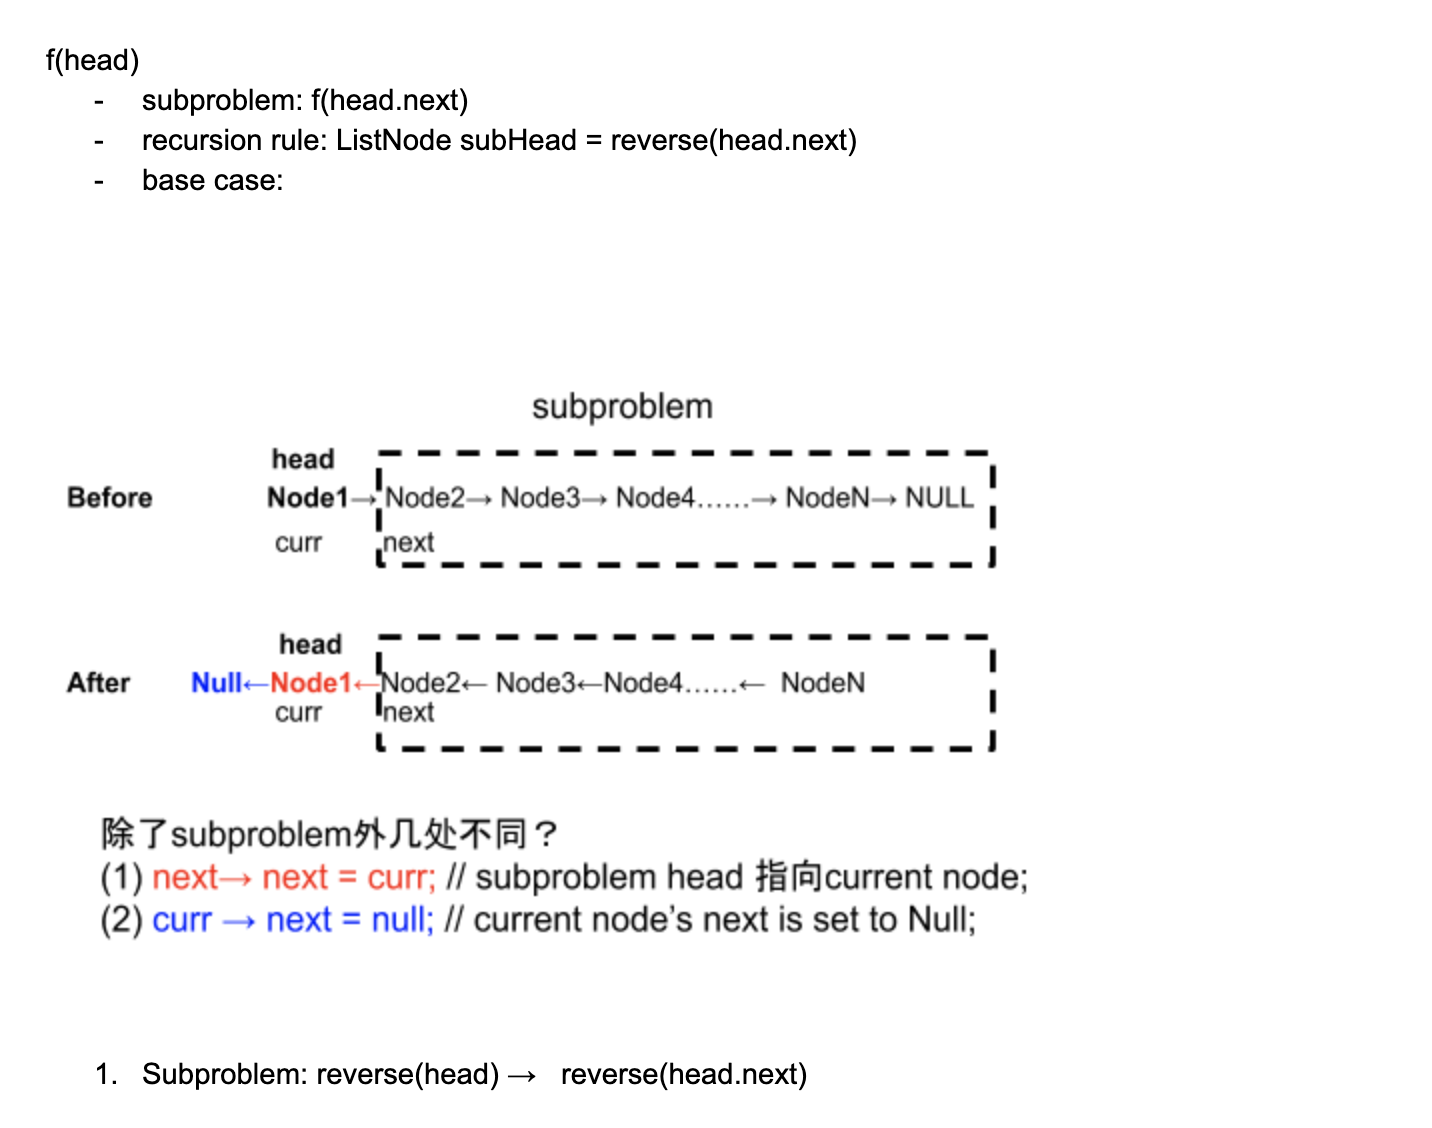 f(head)
- subproblem: f(head.next)
- recursion rule: ListNode subHead = reverse(head.next)
- base case:
subproblem
head
Before Node1→ Node2→ Node3→ Node4......→ NodeN→ NULL
curr next
head
After Null←Node1←Node2← Node3←Node4......← NodeN
curr next
除了subproblem外几处不同？
(1) next→ next = curr; // subproblem head 指向current node;
(2) curr → next = null; // current node's next is set to Null;
1. Subproblem: reverse(head) → reverse(head.next)